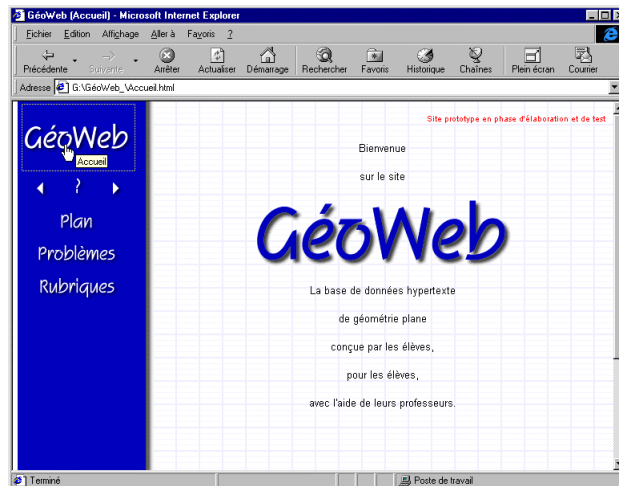 GéoWeb (Accueil) - Microsoft Internet Explorer
Fichier Edition Affichage Aller à Favoris ?
Précédente Suivante Arrêter Actualiser Démarrage Rechercher Favoris Historique Chaînes Plein écran Courrier
Adresse G:\GéoWeb_\Accueil.html
GéoWeb
Accueil
?
Plan
Problèmes
Rubriques
Site prototype en phase d'élaboration et de test
Bienvenue
sur le site
GéoWeb
La base de données hypertexte
de géométrie plane
conçue par les élèves,
pour les élèves,
avec l'aide de leurs professeurs.
Terminé Poste de travail